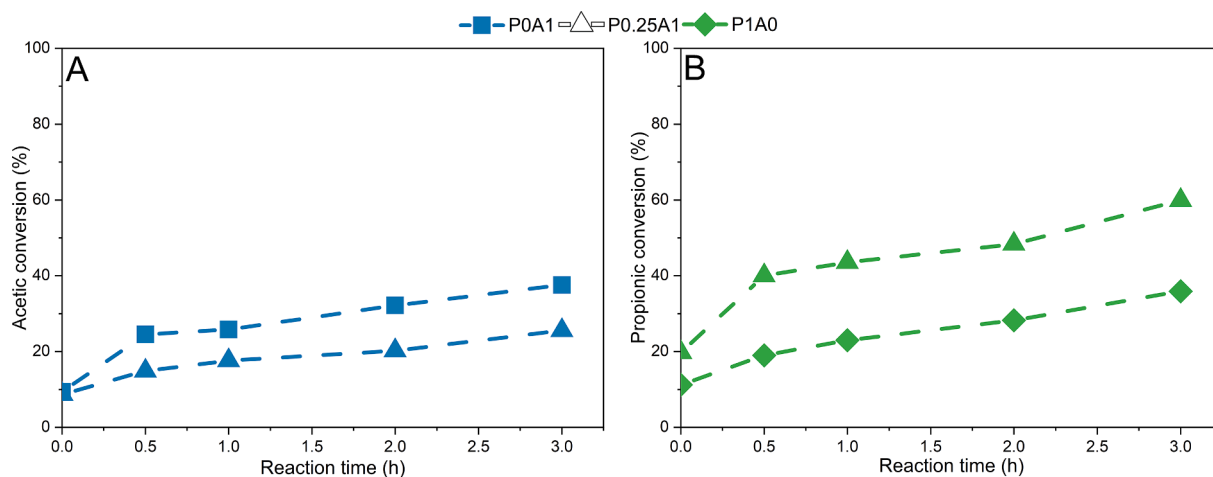 P0A1 P0.25A1 P1A0
A
100
80
60
40
20
0
Acetic conversion (%)
0.0 0.5 1.0 1.5 2.0 2.5 3.0
Reaction time (h)
B
100
80
60
40
20
0
Propionic conversion (%)
0.0 0.5 1.0 1.5 2.0 2.5 3.0
Reaction time (h)